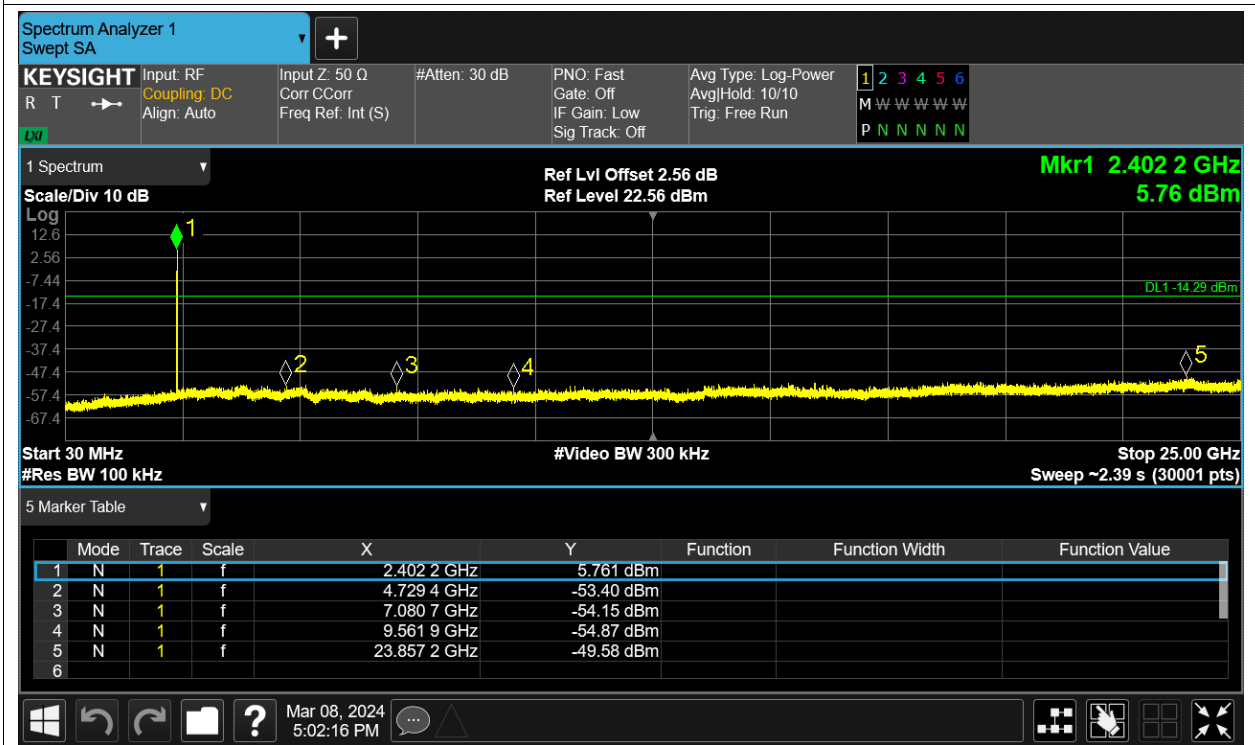 Spectrum Analyzer 1
Swept SA
KEYSIGHT
R T
LXI
Input: RF
Coupling: DC
Align: Auto
Input Z: 50 Ω
Corr CCorr
Freq Ref: Int (S)
#Atten: 30 dB
PNO: Fast
Gate: Off
IF Gain: Low
Sig Track: Off
Avg Type: Log-Power
Avg|Hold: 10/10
Trig: Free Run
1 2 3 4 5 6
M W W W W W
P N N N N N
1 Spectrum
Scale/Div 10 dB
Ref Lvl Offset 2.56 dB
Ref Level 22.56 dBm
Mkr1 2.402 2 GHz
5.76 dBm
Log
12.6
2.56
-7.44
-17.4
-27.4
-37.4
-47.4
-57.4
-67.4
1
2
3
4
5
DL1 -14.29 dBm
Start 30 MHz
#Video BW 300 kHz
Stop 25.00 GHz
#Res BW 100 kHz
Sweep ~2.39 s (30001 pts)
5 Marker Table
Mode Trace Scale X Y Function Function Width Function Value
1 N 1 f 2.402 2 GHz 5.761 dBm
2 N 1 f 4.729 4 GHz -53.40 dBm
3 N 1 f 7.080 7 GHz -54.15 dBm
4 N 1 f 9.561 9 GHz -54.87 dBm
5 N 1 f 23.857 2 GHz -49.58 dBm
6
?
Mar 08, 2024
5:02:16 PM